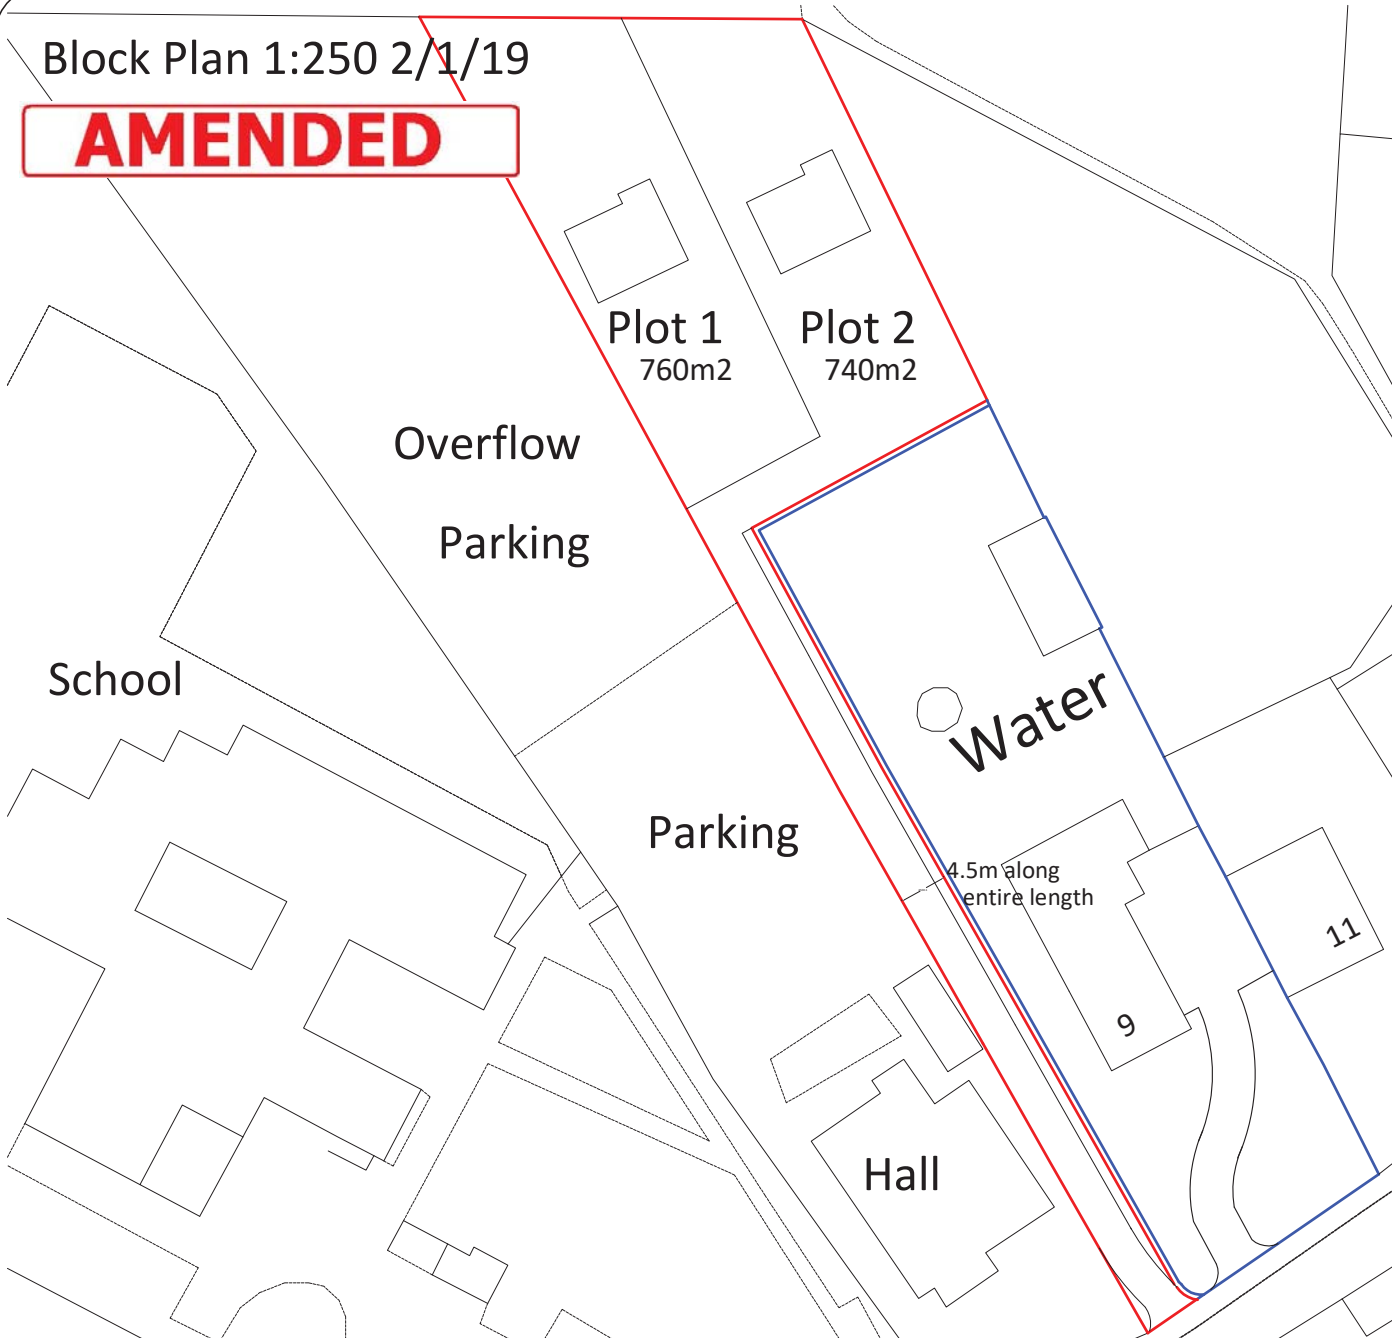 Block Plan 1:250 2/1/19
AMENDED
Plot 1
760m2
Plot 2
740m2
Overflow
Parking
School
Water
Parking
4.5m along
entire length
11
9
Hall